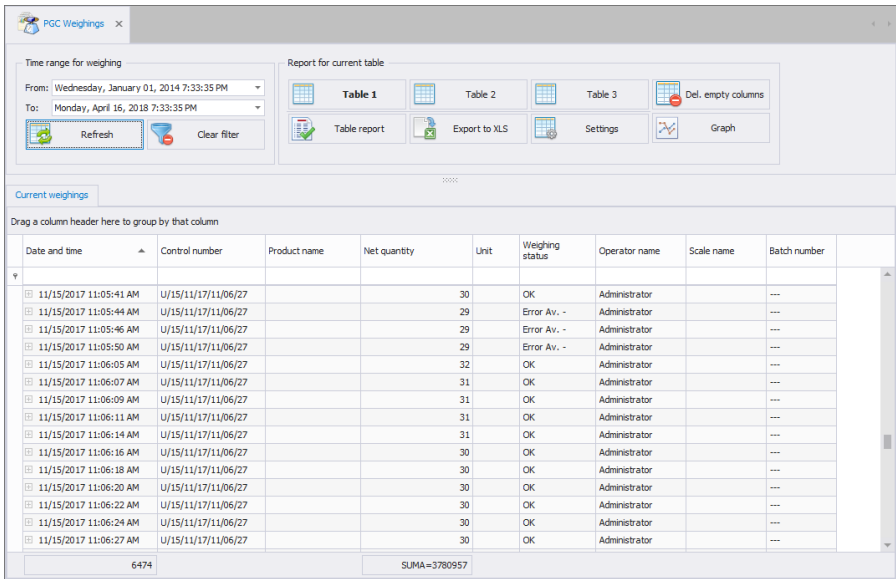 PGC Weighings
Time range for weighing
From: Wednesday, January 01, 2014 7:33:35 PM
To: Monday, April 16, 2018 7:33:35 PM
Refresh Clear filter
Report for current table
Table 1 Table 2 Table 3 Del. empty columns
Table report Export to XLS Settings Graph
Current weighings
Drag a column header here to group by that column
Date and time Control number Product name Net quantity Unit Weighing status Operator name Scale name Batch number
11/15/2017 11:05:41 AM U/15/11/17/11/06/27 30 OK Administrator ---
11/15/2017 11:05:44 AM U/15/11/17/11/06/27 29 Error Av. - Administrator ---
11/15/2017 11:05:46 AM U/15/11/17/11/06/27 29 Error Av. - Administrator ---
11/15/2017 11:05:50 AM U/15/11/17/11/06/27 29 Error Av. - Administrator ---
11/15/2017 11:06:05 AM U/15/11/17/11/06/27 32 OK Administrator ---
11/15/2017 11:06:07 AM U/15/11/17/11/06/27 31 OK Administrator ---
11/15/2017 11:06:09 AM U/15/11/17/11/06/27 31 OK Administrator ---
11/15/2017 11:06:11 AM U/15/11/17/11/06/27 31 OK Administrator ---
11/15/2017 11:06:14 AM U/15/11/17/11/06/27 31 OK Administrator ---
11/15/2017 11:06:16 AM U/15/11/17/11/06/27 30 OK Administrator ---
11/15/2017 11:06:18 AM U/15/11/17/11/06/27 30 OK Administrator ---
11/15/2017 11:06:20 AM U/15/11/17/11/06/27 30 OK Administrator ---
11/15/2017 11:06:22 AM U/15/11/17/11/06/27 30 OK Administrator ---
11/15/2017 11:06:24 AM U/15/11/17/11/06/27 30 OK Administrator ---
11/15/2017 11:06:27 AM U/15/11/17/11/06/27 30 OK Administrator ---
6474 SUMA=3780957